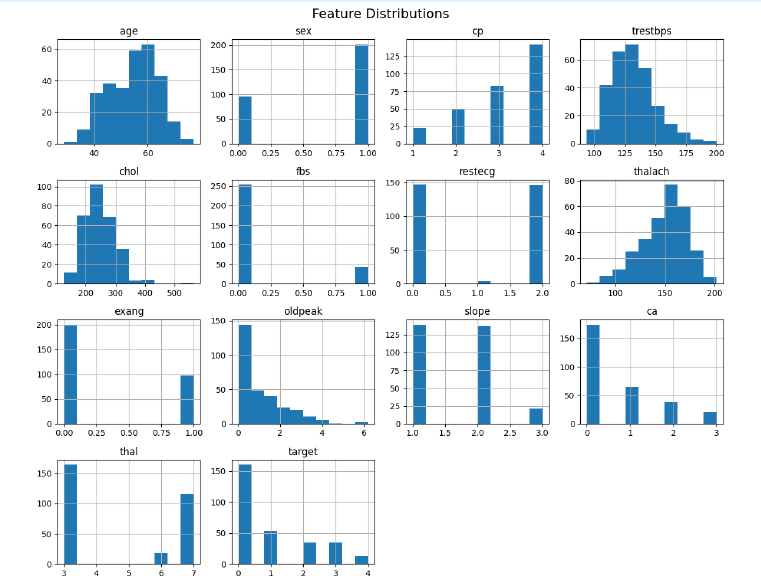 Feature Distributions
age sex cp trestbps
60 40 20 0
40 60
200 150 100 50 0
0.00 0.25 0.50 0.75 1.00
125 100 75 50 25 0
1 2 3 4
60 40 20 0
100 125 150 175 200
chol fbs restecg thalach
100 80 60 40 20 0
200 300 400 500
250 200 150 100 50 0
0.00 0.25 0.50 0.75 1.00
150 100 50 0
0.0 0.5 1.0 1.5 2.0
80 60 40 20 0
100 150 200
exang oldpeak slope ca
200 150 100 50 0
0.00 0.25 0.50 0.75 1.00
150 100 50 0
0 2 4 6
125 100 75 50 25 0
1.0 1.5 2.0 2.5 3.0
150 100 50 0
0 1 2 3
thal target
150 100 50 0
3 4 5 6 7
150 100 50 0
0 1 2 3 4